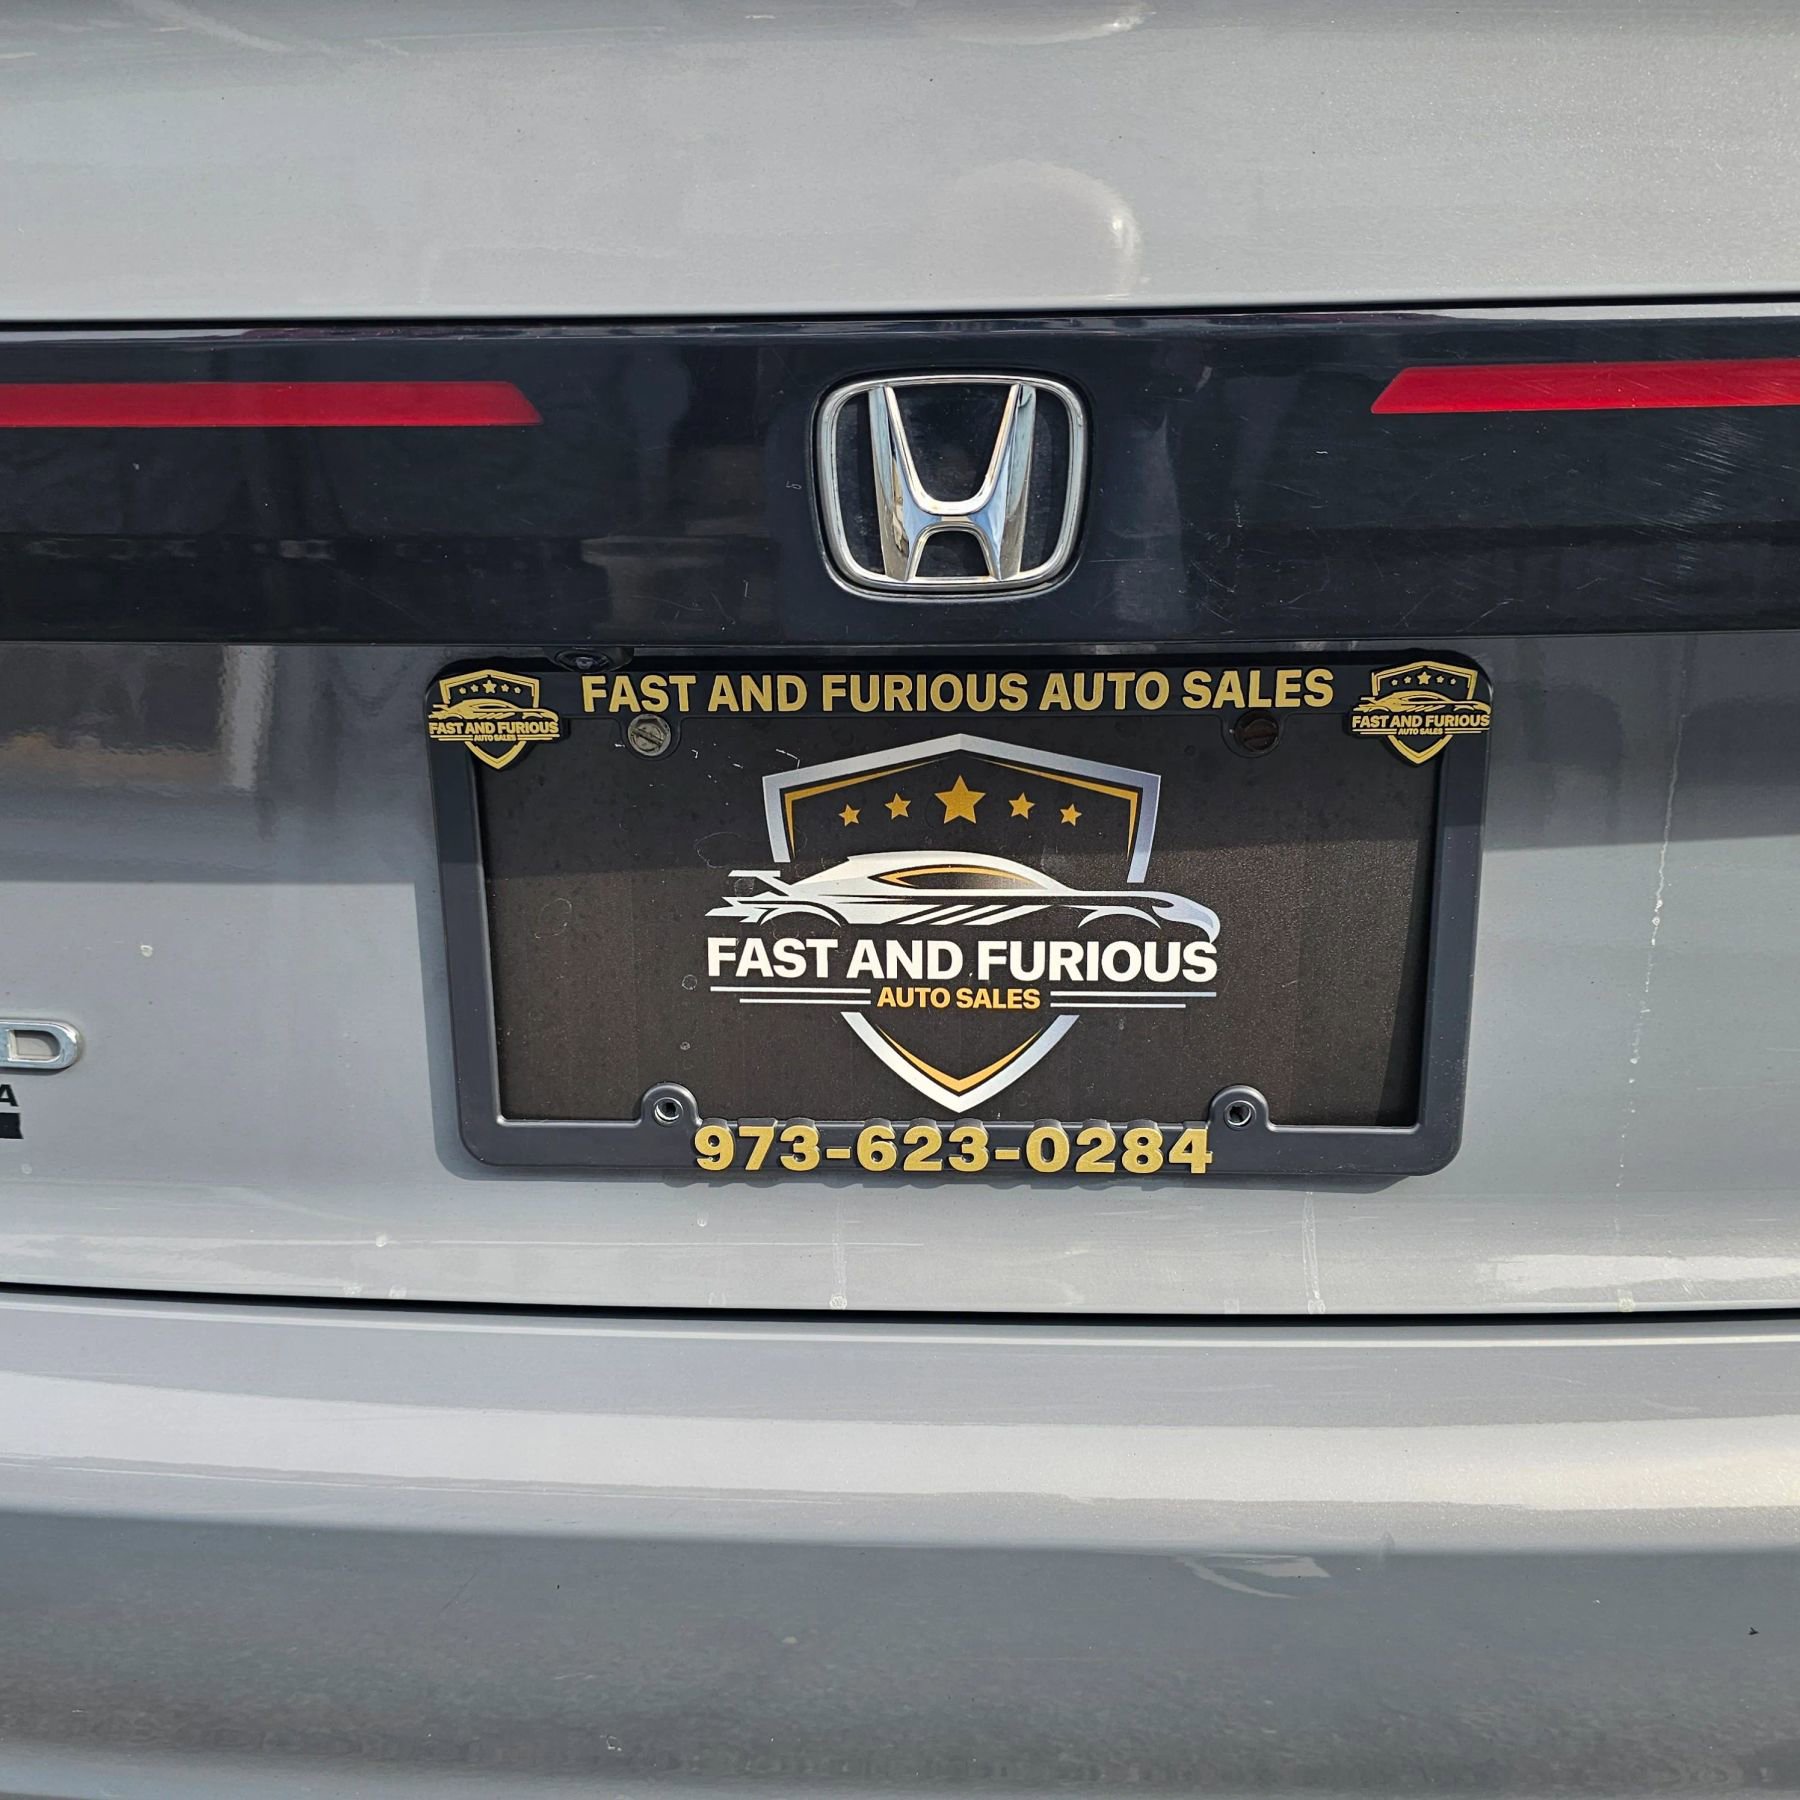 FAST AND FURIOUS AUTO SALES
FAST AND FURIOUS
AUTO SALES
FAST AND FURIOUS
AUTO SALES
FAST AND FURIOUS
AUTO SALES
D
A
973-623-0284